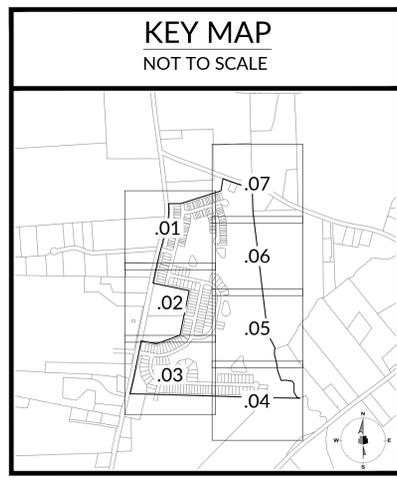 KEY MAP
NOT TO SCALE
.07
.01
.06
.02
.05
.03
.04
N
W E
S